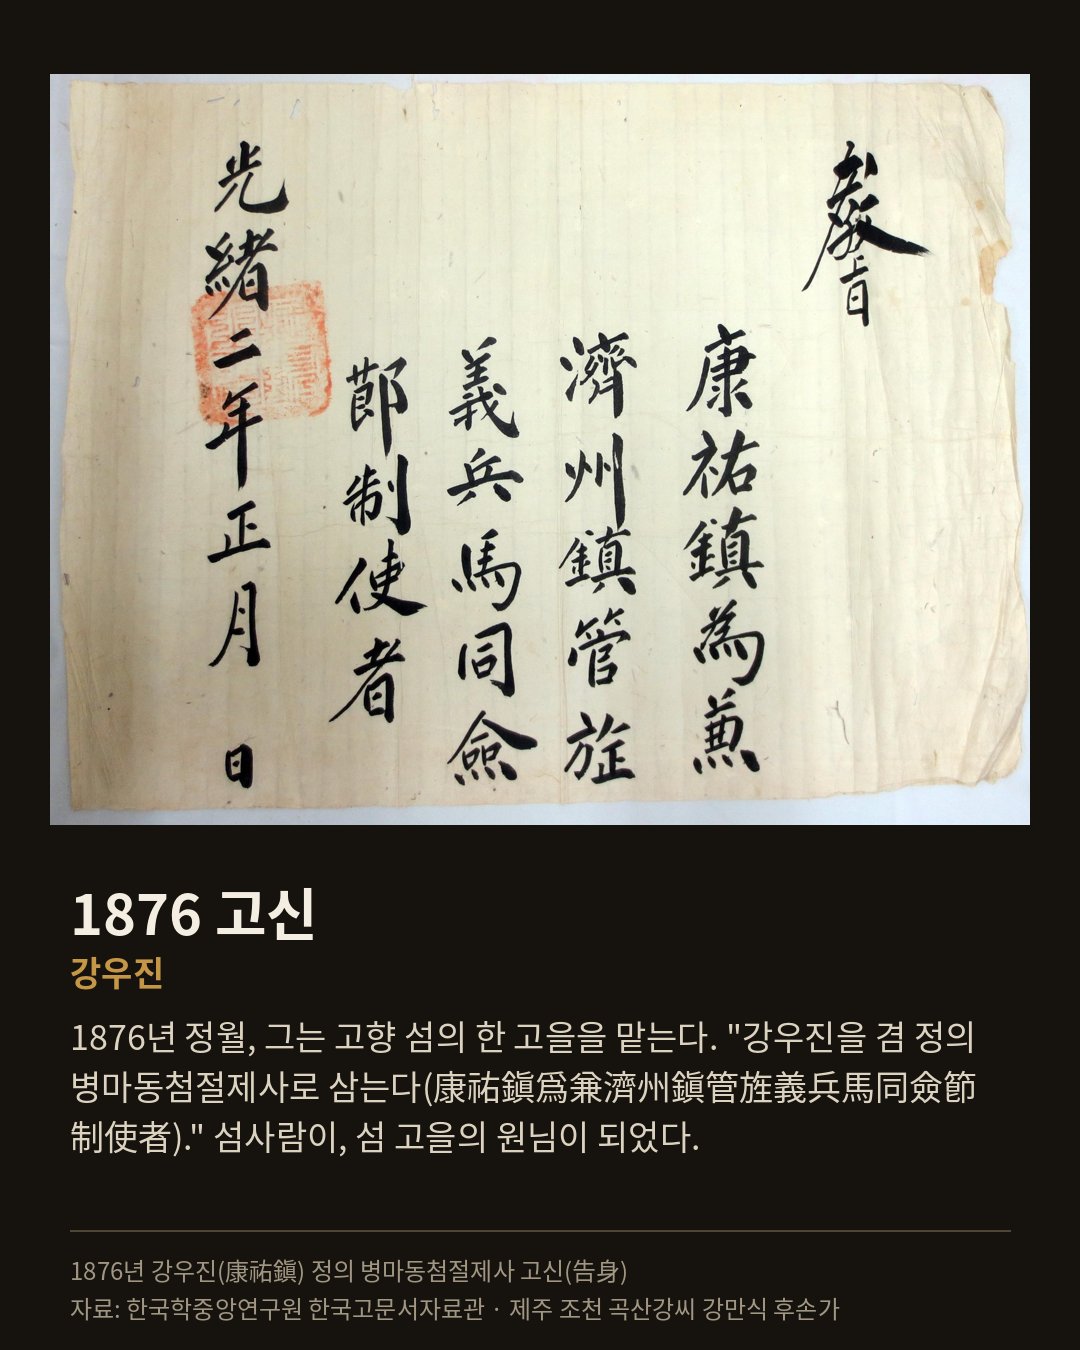 敎旨
康祐鎭為兼
濟州鎭管㫌
義兵馬同僉
節制使者
光緖二年正月 日
1876 고신
강우진
1876년 정월, 그는 고향 섬의 한 고을을 맡는다. "강우진을 겸 정의
병마동첨절제사로 삼는다(康祐鎭爲兼濟州鎭管旌義兵馬同僉節
制使者)." 섬사람이, 섬 고을의 원님이 되었다.
1876년 강우진(康祐鎭) 정의 병마동첨절제사 고신(告身)
자료: 한국학중앙연구원 한국고문서자료관 · 제주 조천 곡산강씨 강만식 후손가